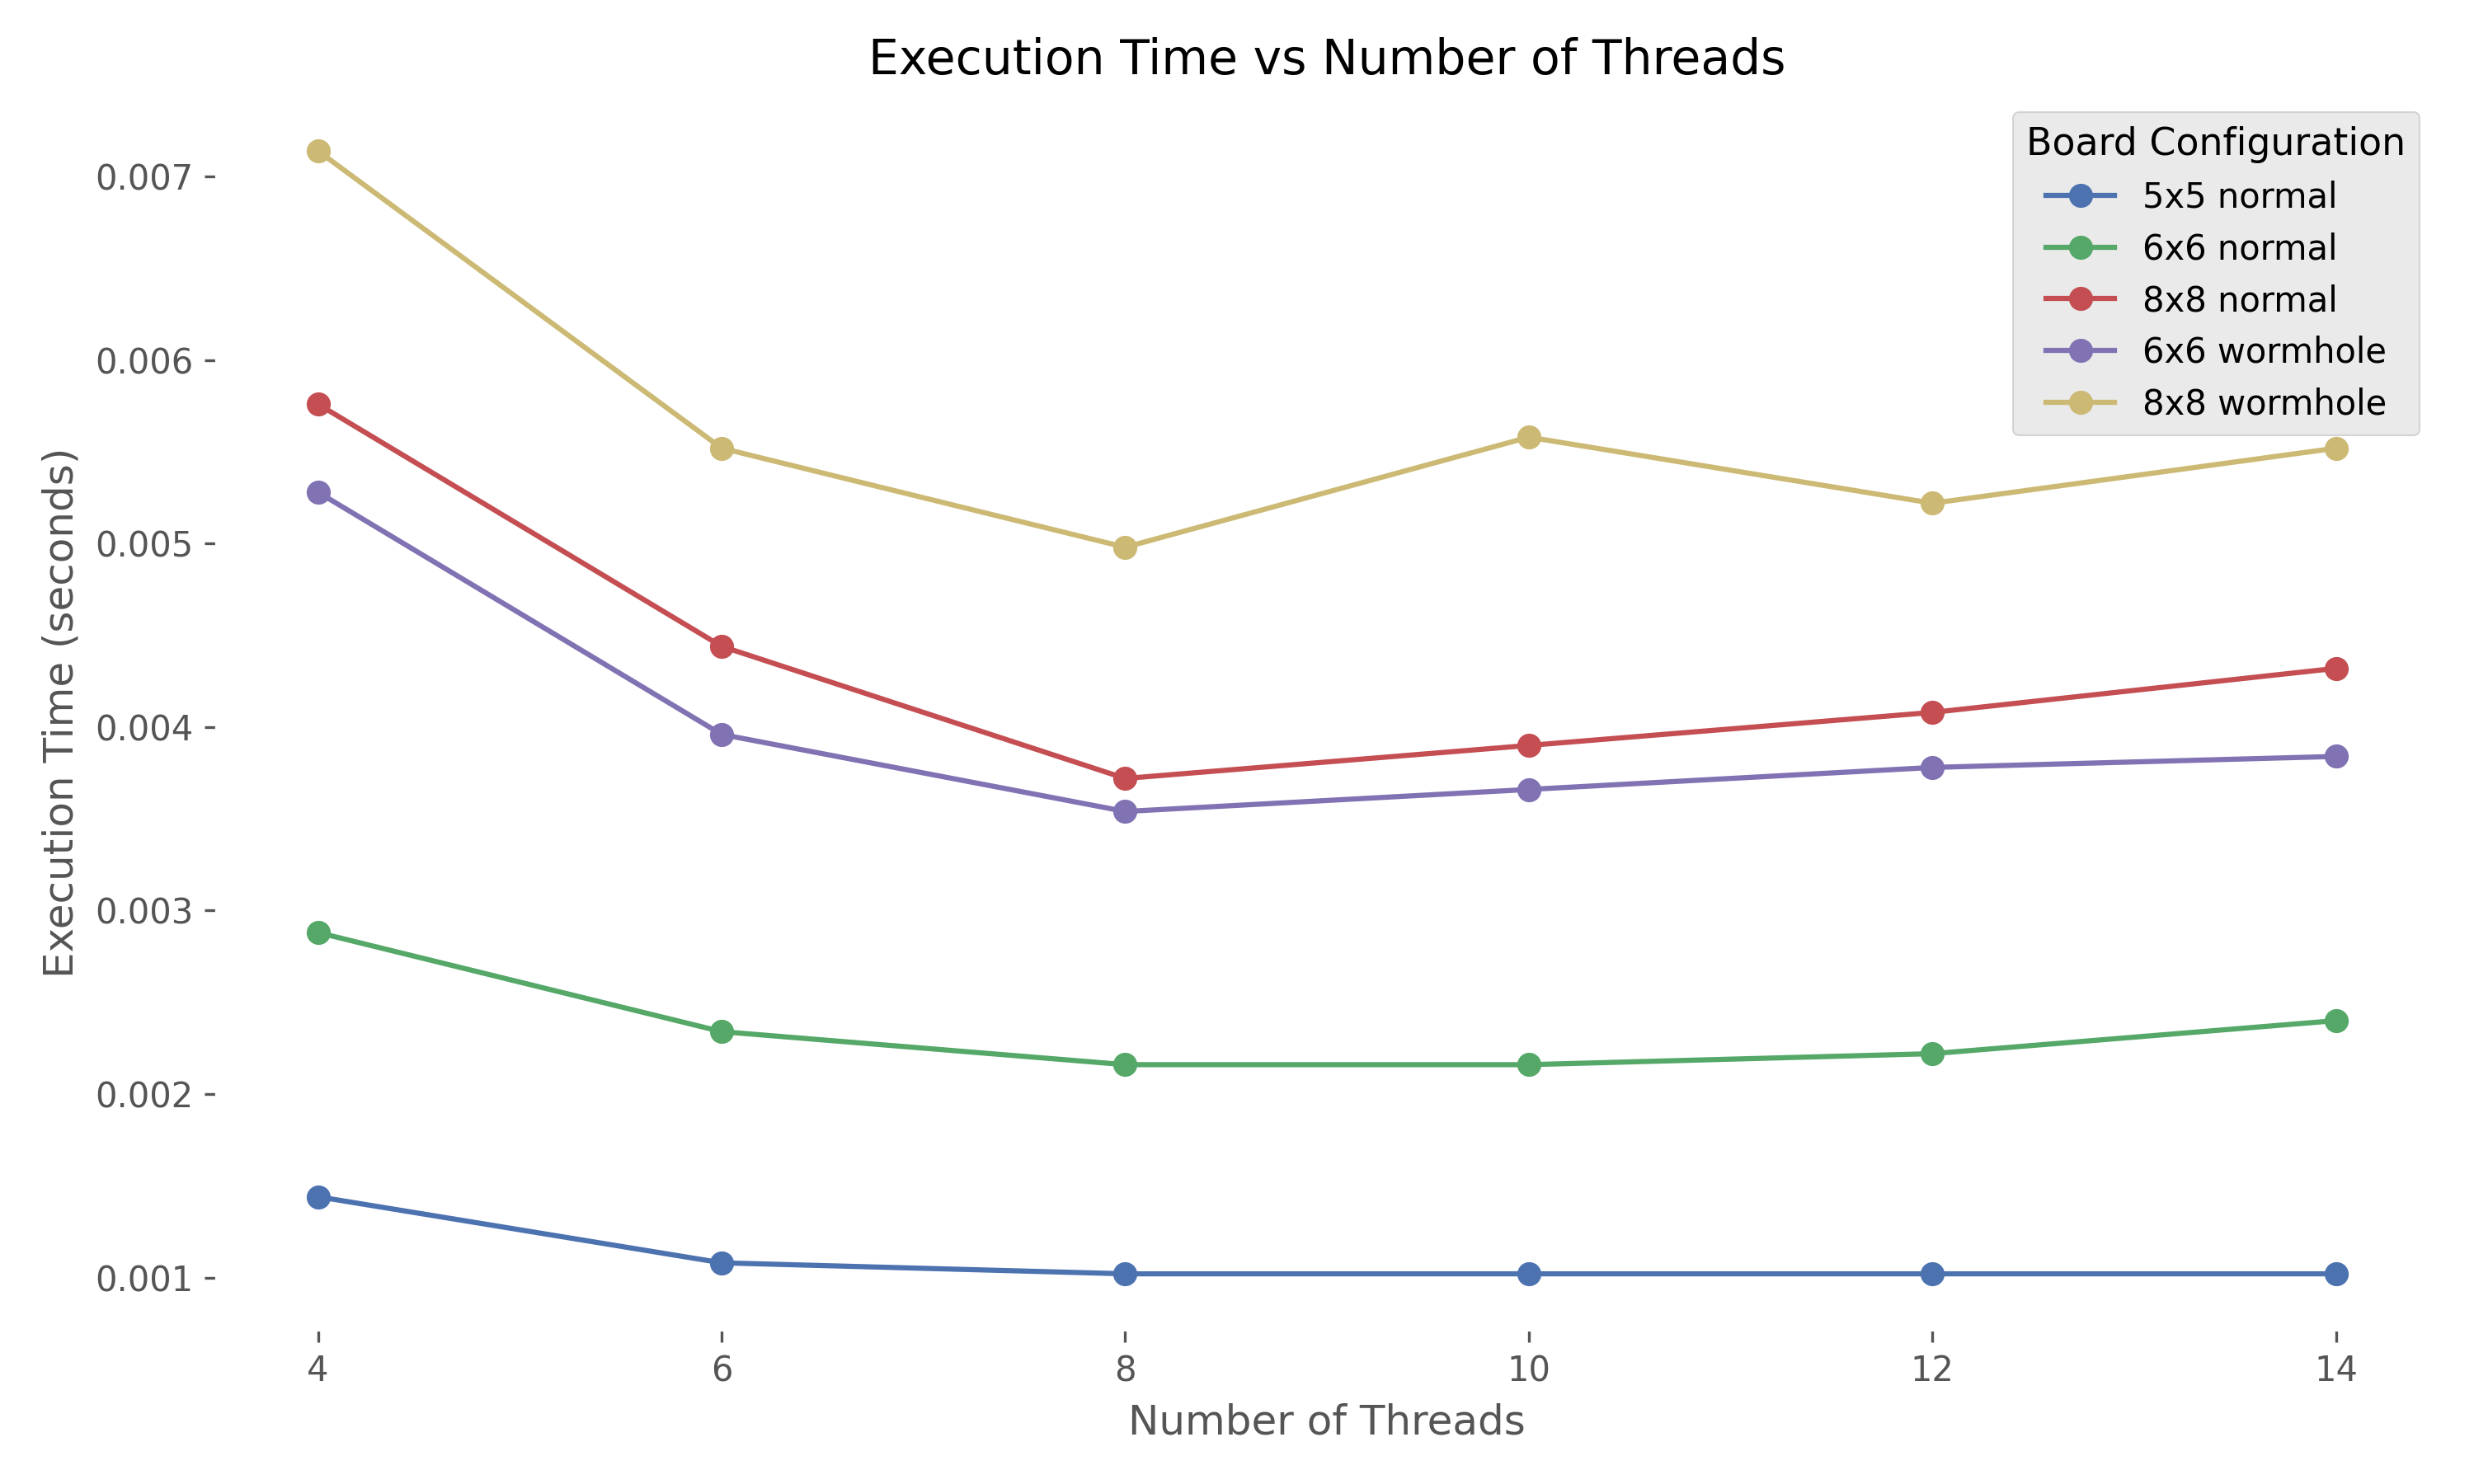 Execution Time vs Number of Threads
Board Configuration
5x5 normal
6x6 normal
8x8 normal
6x6 wormhole
8x8 wormhole
Execution Time (seconds)
0.007
0.006
0.005
0.004
0.003
0.002
0.001
4 6 8 10 12 14
Number of Threads